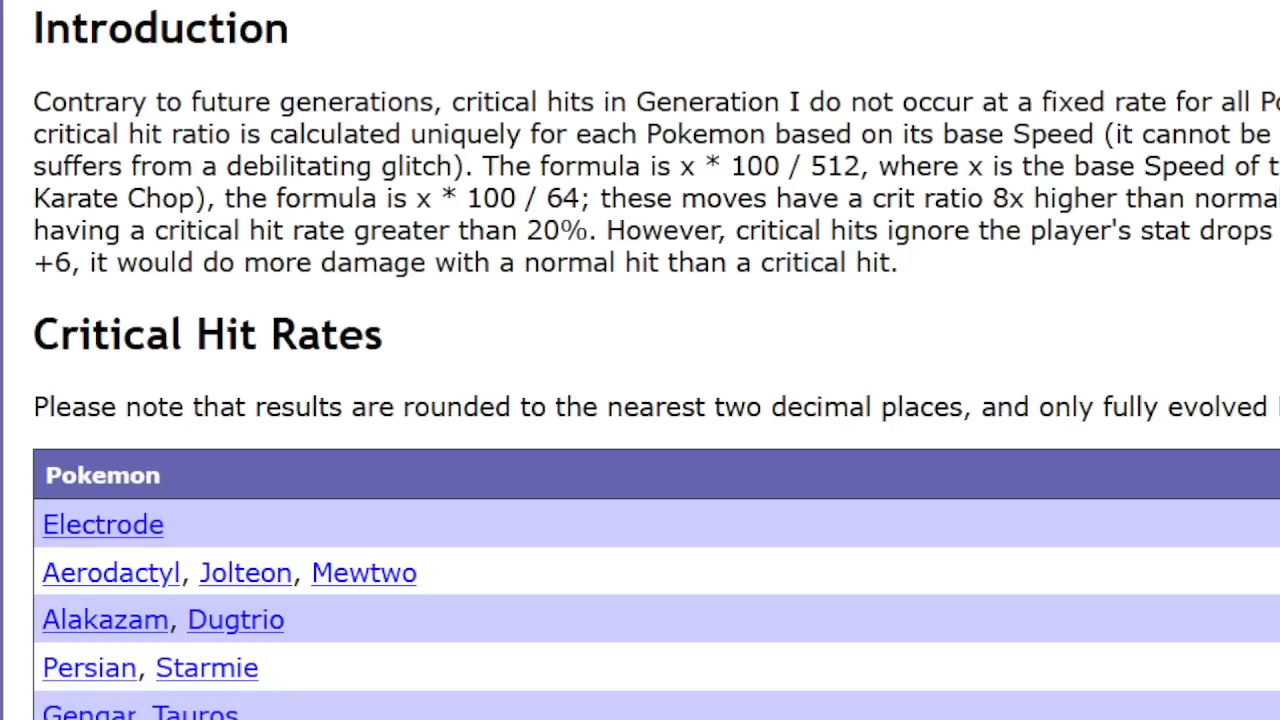 Introduction
Contrary to future generations, critical hits in Generation I do not occur at a fixed rate for all
critical hit ratio is calculated uniquely for each Pokemon based on its base Speed (it cannot be
suffers from a debilitating glitch). The formula is x * 100 / 512, where x is the base Speed of
Karate Chop), the formula is x * 100 / 64; these moves have a crit ratio 8x higher than normal
having a critical hit rate greater than 20%. However, critical hits ignore the player's stat drops
+6, it would do more damage with a normal hit than a critical hit.
Critical Hit Rates
Please note that results are rounded to the nearest two decimal places, and only fully evolved
Pokemon
Electrode
Aerodactyl, Jolteon, Mewtwo
Alakazam, Dugtrio
Persian, Starmie
Gengar, Tauros